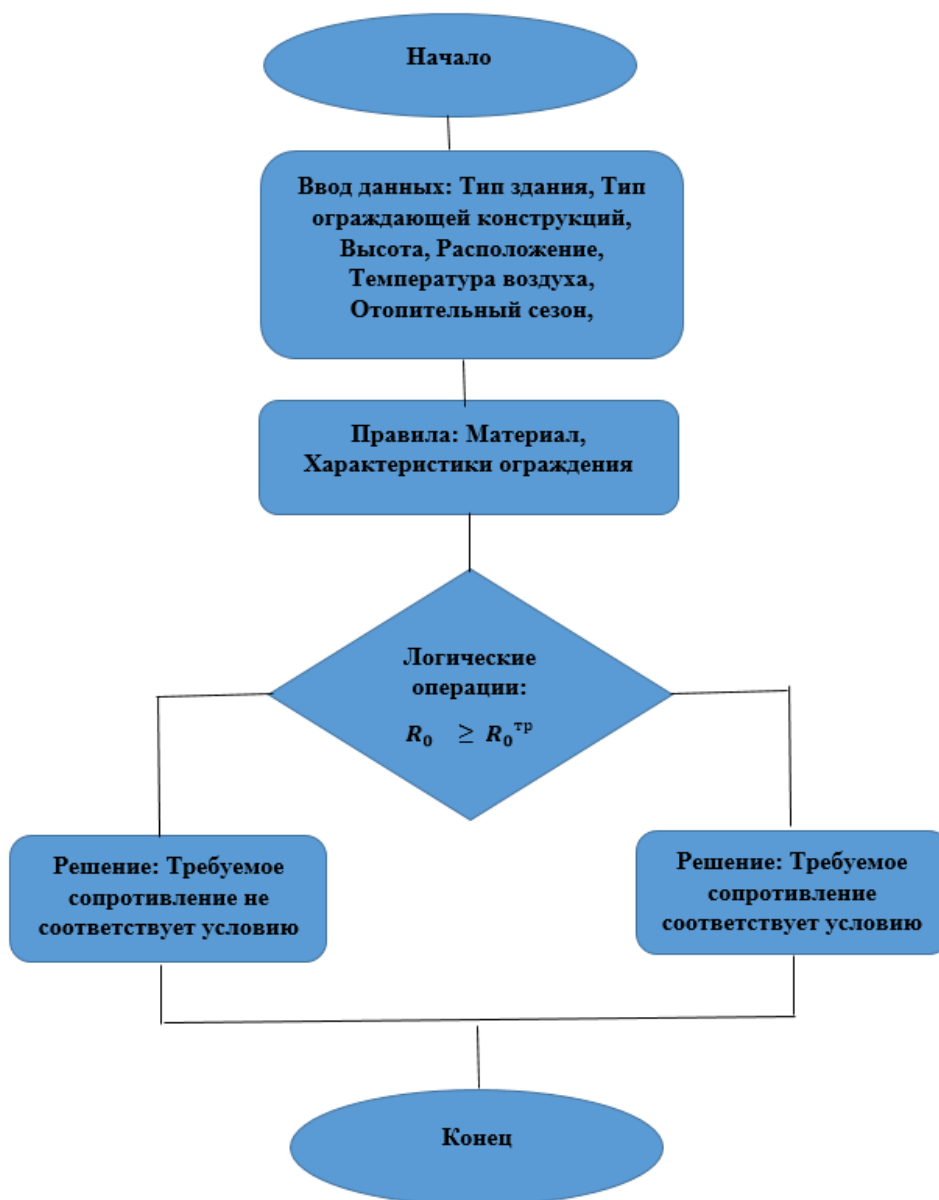 Начало
Ввод данных: Тип здания, Тип
ограждающей конструкций,
Высота, Расположение,
Температура воздуха,
Отопительный сезон,
Правила: Материал,
Характеристики ограждения
Логические
операции:
R₀ ≥ R₀ᵀᴾ
Решение: Требуемое
сопротивление не
соответствует условию
Решение: Требуемое
сопротивление
соответствует условию
Конец